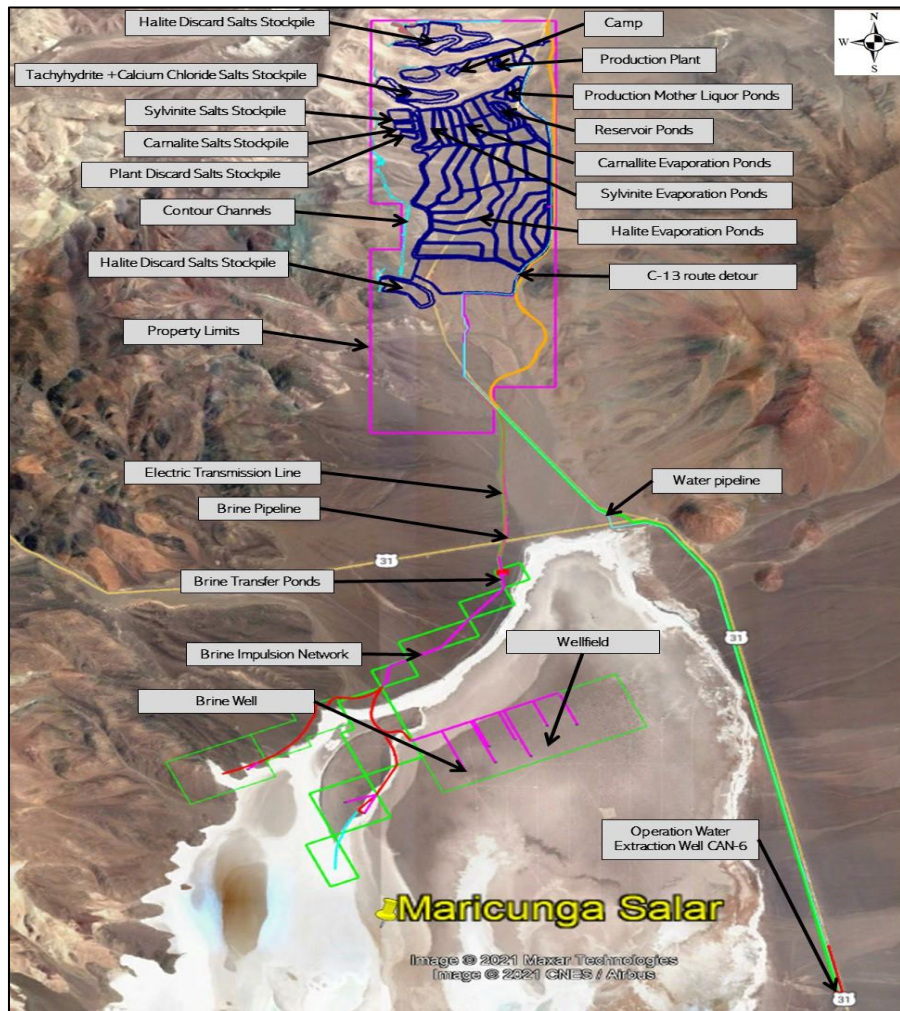 Halite Discard Salts Stockpile
Camp
N
W
E
S
Tachyhydrite +Calcium Chloride Salts Stockpile
Production Plant
Sylvinite Salts Stockpile
Production Mother Liquor Ponds
Carnalite Salts Stockpile
Reservoir Ponds
Plant Discard Salts Stockpile
Carnallite Evaporation Ponds
Sylvinite Evaporation Ponds
Contour Channels
Halite Evaporation Ponds
Halite Discard Salts Stockpile
C-13 route detour
Property Limits
Electric Transmission Line
Water pipeline
Brine Pipeline
31
Brine Transfer Ponds
31
Brine Impulsion Network
Wellfield
Brine Well
Operation Water
Extraction Well CAN-6
Maricunga Salar
Image © 2021 Maxar Technologies
Image © 2021 CNES / Airbus
31